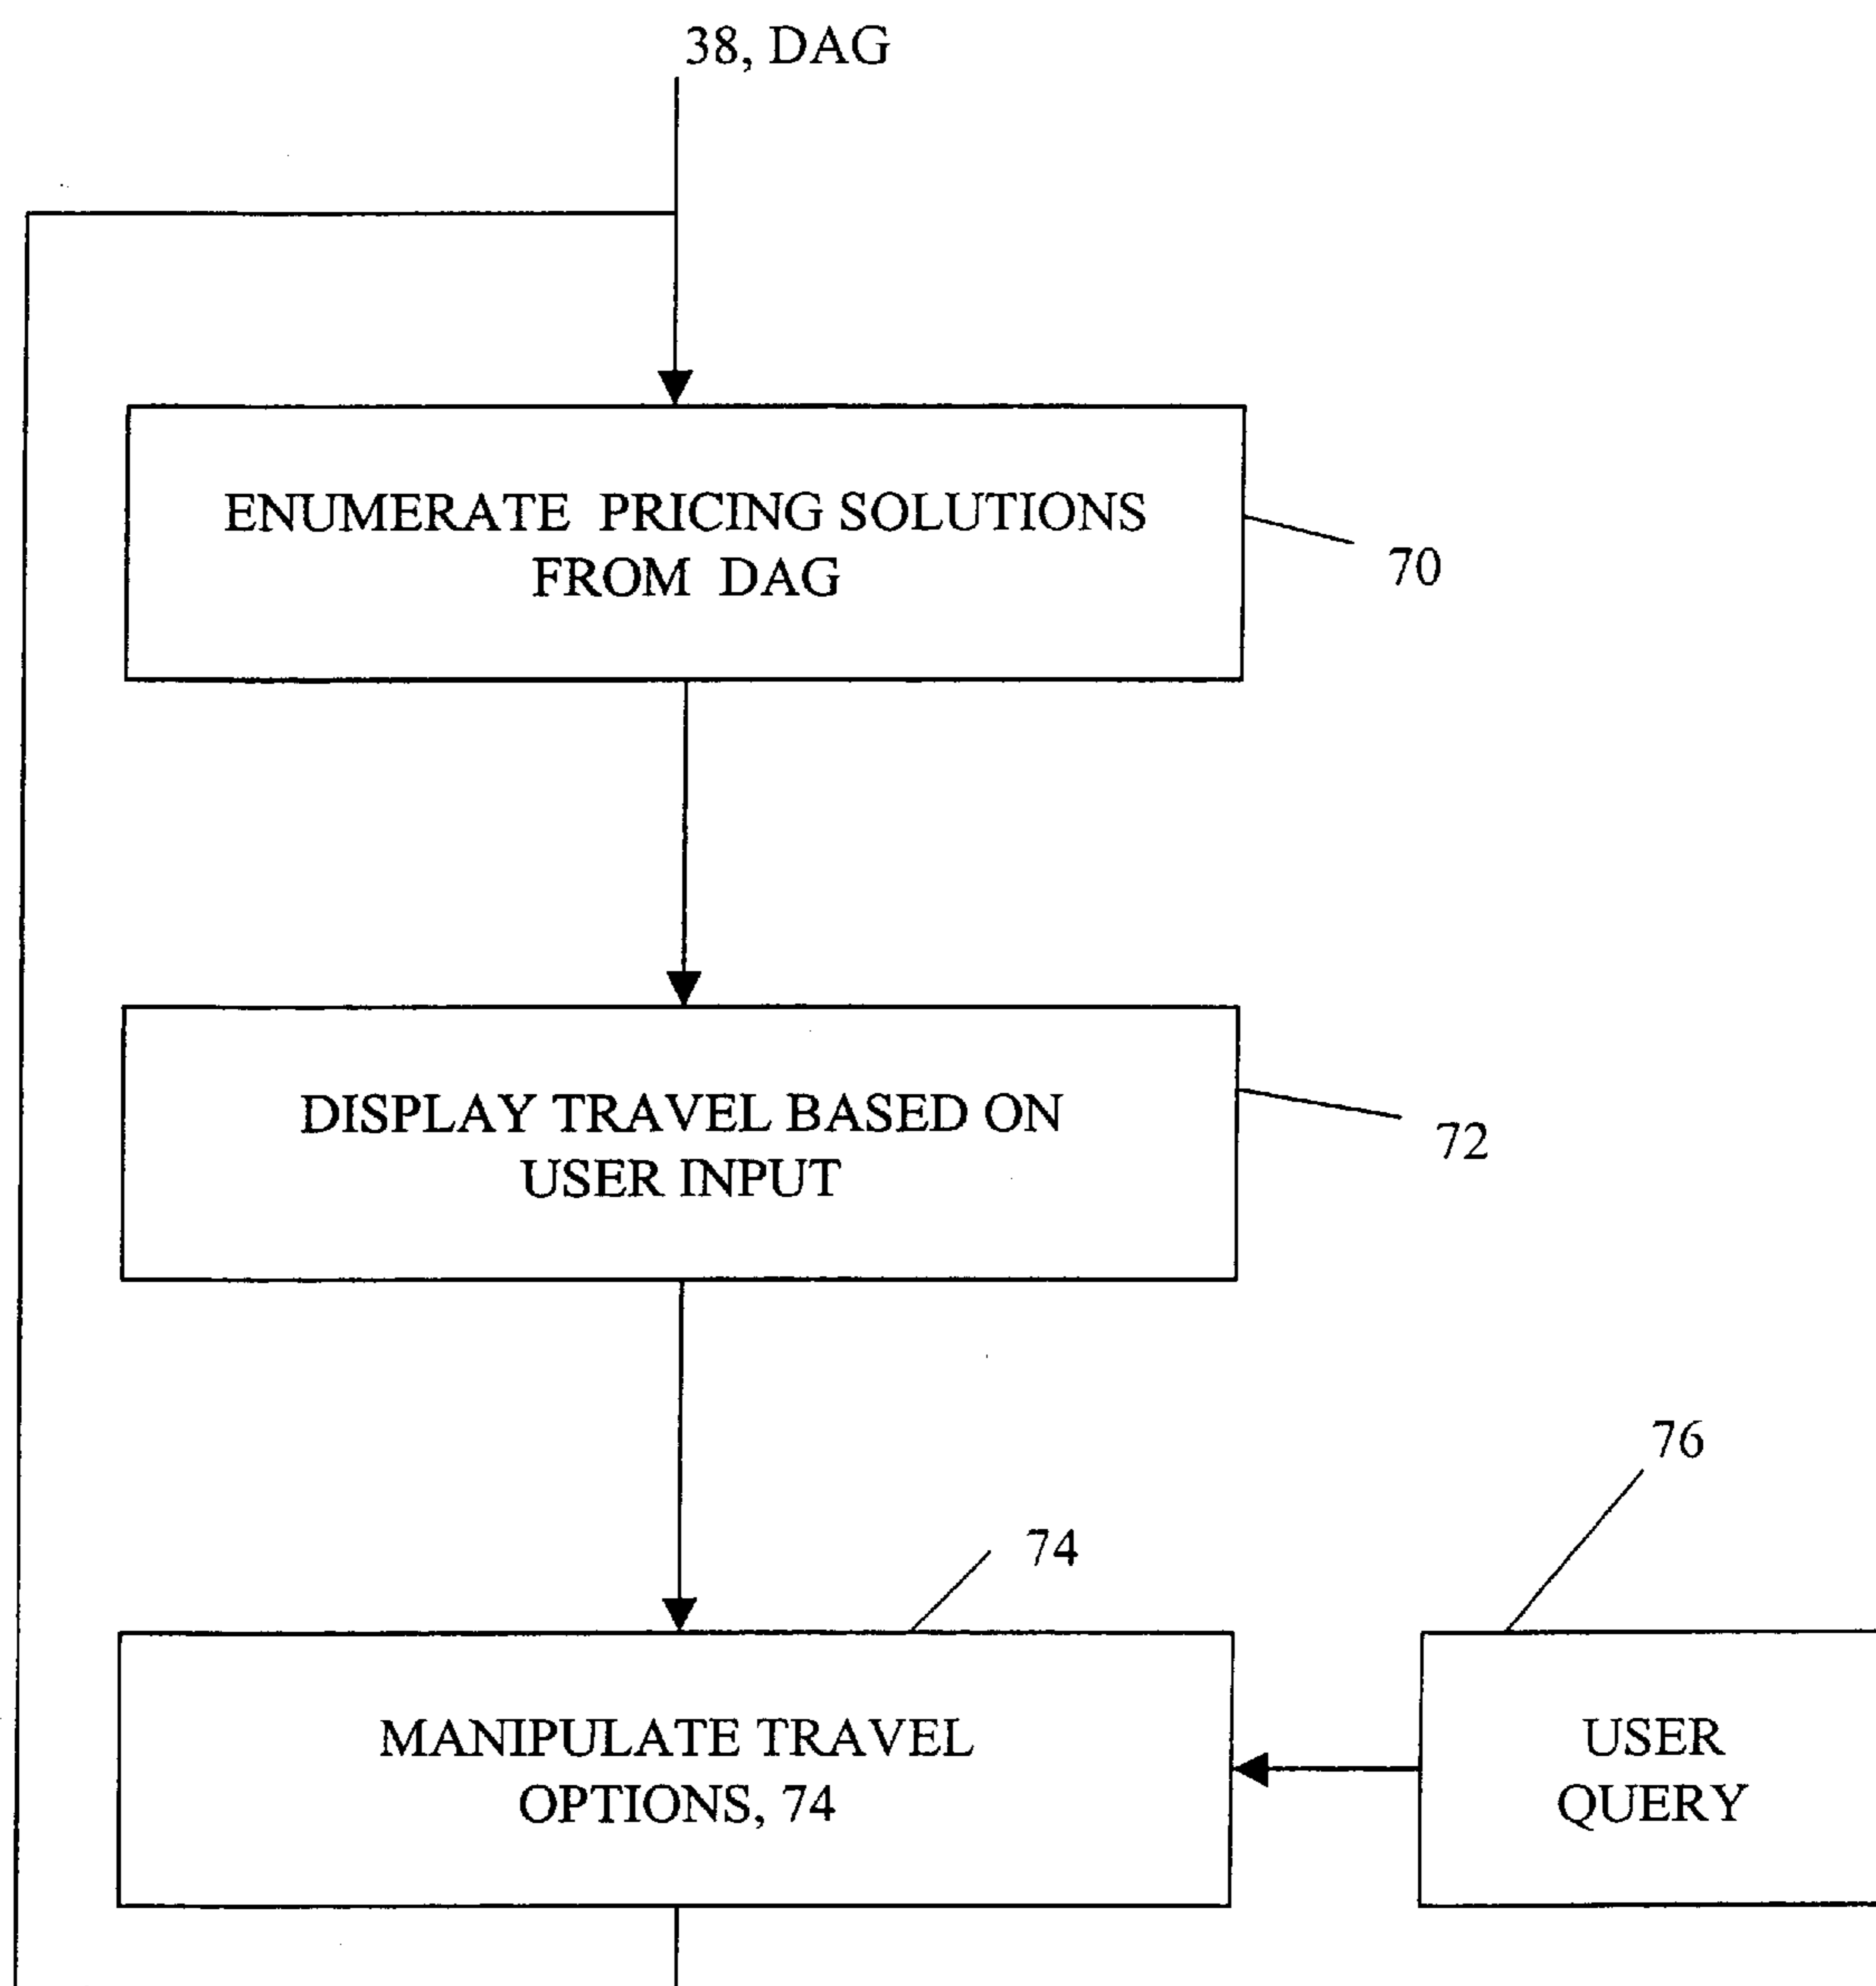 38, DAG
ENUMERATE PRICING SOLUTIONS
FROM DAG
70
DISPLAY TRAVEL BASED ON
USER INPUT
72
76
74
MANIPULATE TRAVEL
OPTIONS, 74
USER
QUERY